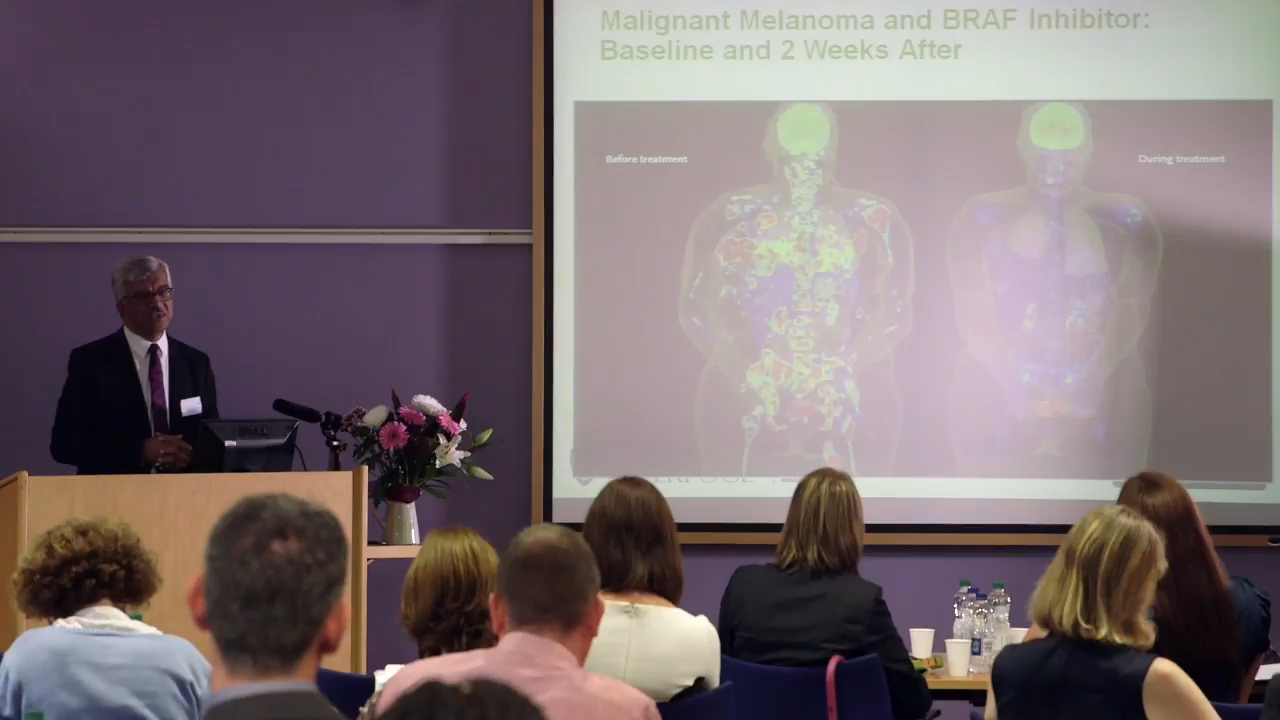 Malignant Melanoma and BRAF Inhibitor:
Baseline and 2 Weeks After
Before treatment
During treatment